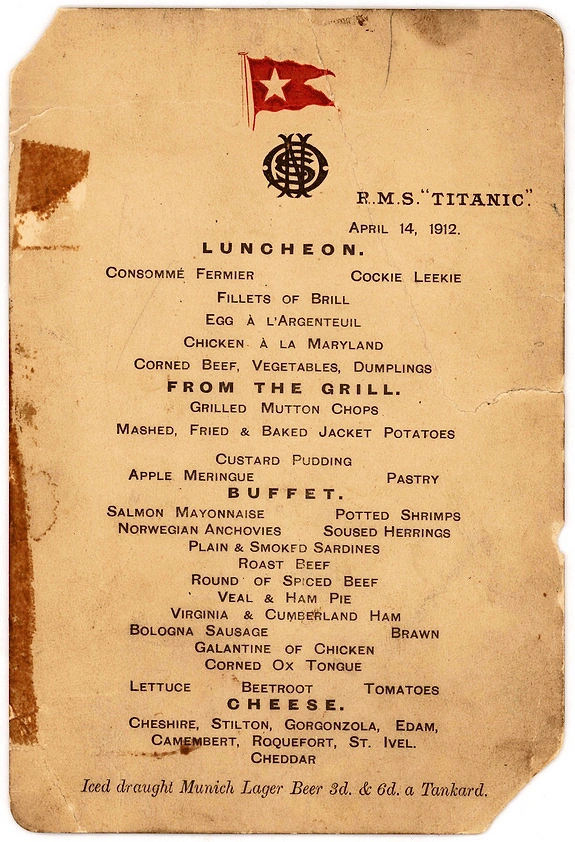 OSNC
R.M.S. "TITANIC".
APRIL 14, 1912.
LUNCHEON.
CONSOMMÉ FERMIER COCKIE LEEKIE
FILLETS OF BRILL
EGG À L'ARGENTEUIL
CHICKEN À LA MARYLAND
CORNED BEEF, VEGETABLES, DUMPLINGS
FROM THE GRILL.
GRILLED MUTTON CHOPS
MASHED, FRIED & BAKED JACKET POTATOES
CUSTARD PUDDING
APPLE MERINGUE PASTRY
BUFFET.
SALMON MAYONNAISE POTTED SHRIMPS
NORWEGIAN ANCHOVIES SOUSED HERRINGS
PLAIN & SMOKED SARDINES
ROAST BEEF
ROUND OF SPICED BEEF
VEAL & HAM PIE
VIRGINIA & CUMBERLAND HAM
BOLOGNA SAUSAGE BRAWN
GALANTINE OF CHICKEN
CORNED OX TONGUE
LETTUCE BEETROOT TOMATOES
CHEESE.
CHESHIRE, STILTON, GORGONZOLA, EDAM,
CAMEMBERT, ROQUEFORT, ST. IVEL.
CHEDDAR
Iced draught Munich Lager Beer 3d. & 6d. a Tankard.